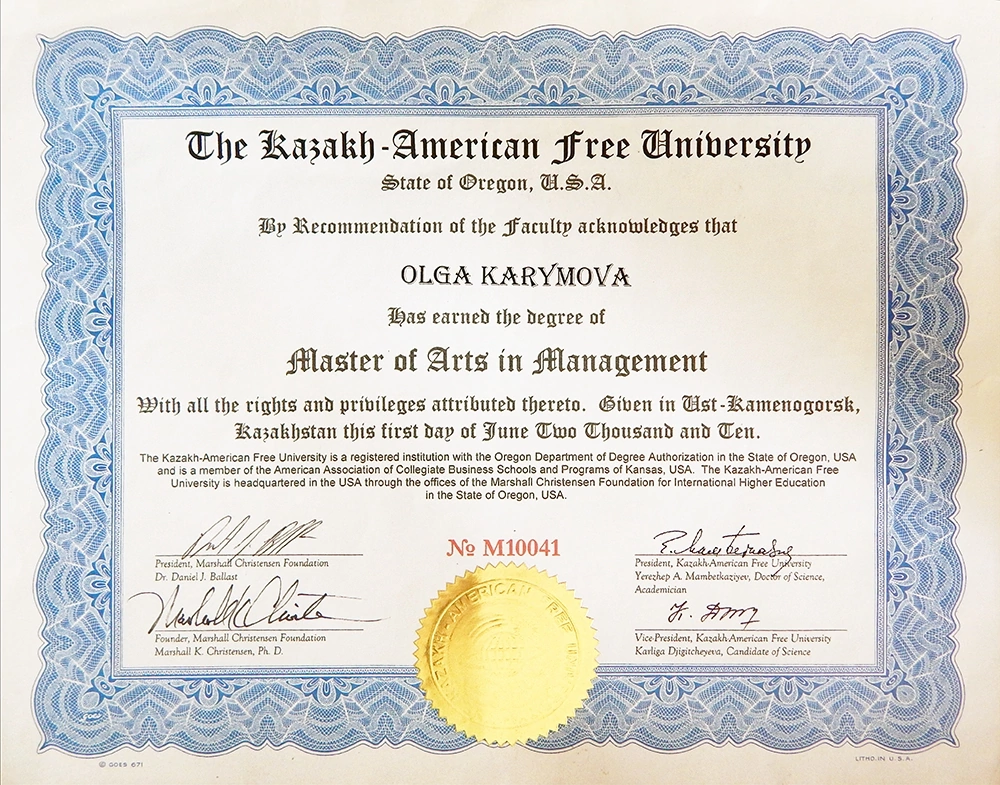 The Kazakh-American Free University
State of Oregon, U.S.A.
By Recommendation of the Faculty acknowledges that
OLGA KARYMOVA
Has earned the degree of
Master of Arts in Management
With all the rights and privileges attributed thereto. Given in Ust-Kamenogorsk,
Kazakhstan this first day of June Two Thousand and Ten.
The Kazakh-American Free University is a registered institution with the Oregon Department of Degree Authorization in the State of Oregon, USA
and is a member of the American Association of Collegiate Business Schools and Programs of Kansas, USA. The Kazakh-American Free
University is headquartered in the USA through the offices of the Marshall Christensen Foundation for International Higher Education
in the State of Oregon, USA.
President, Marshall Christensen Foundation
Dr. Daniel J. Ballast
Founder, Marshall Christensen Foundation
Marshall K. Christensen, Ph. D.
№ M10041
KAZAKH AMERICAN FREE
President, Kazakh-American Free University
Yerezhep A. Mambetkaziyev, Doctor of Science,
Academician
Vice-President, Kazakh-American Free University
Karliga Djigitcheyeva, Candidate of Science
GOES
© GOES 671
LITHO. IN U. S. A.